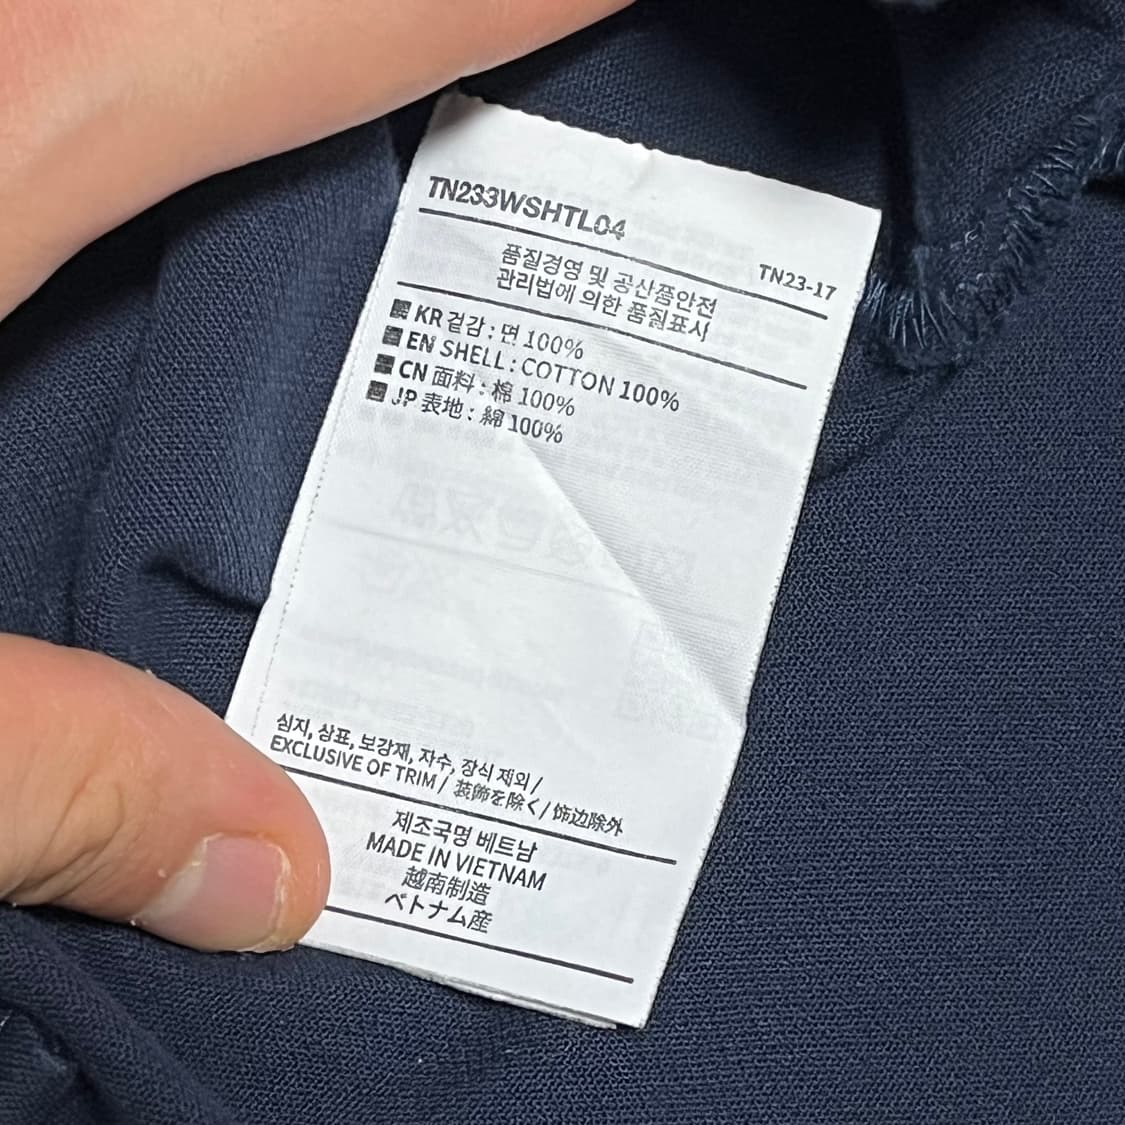 TN233WSHTL04
TN23-17
품질경영 및 공산품안전
관리법에 의한 품질표시
KR 겉감 : 면 100%
EN SHELL : COTTON 100%
CN 面料 : 棉 100%
JP 表地 : 綿 100%
심지, 상표, 보강재, 자수, 장식 제외 /
EXCLUSIVE OF TRIM / 装飾を除く / 饰边除外
제조국명 베트남
MADE IN VIETNAM
越南制造
ベトナム産